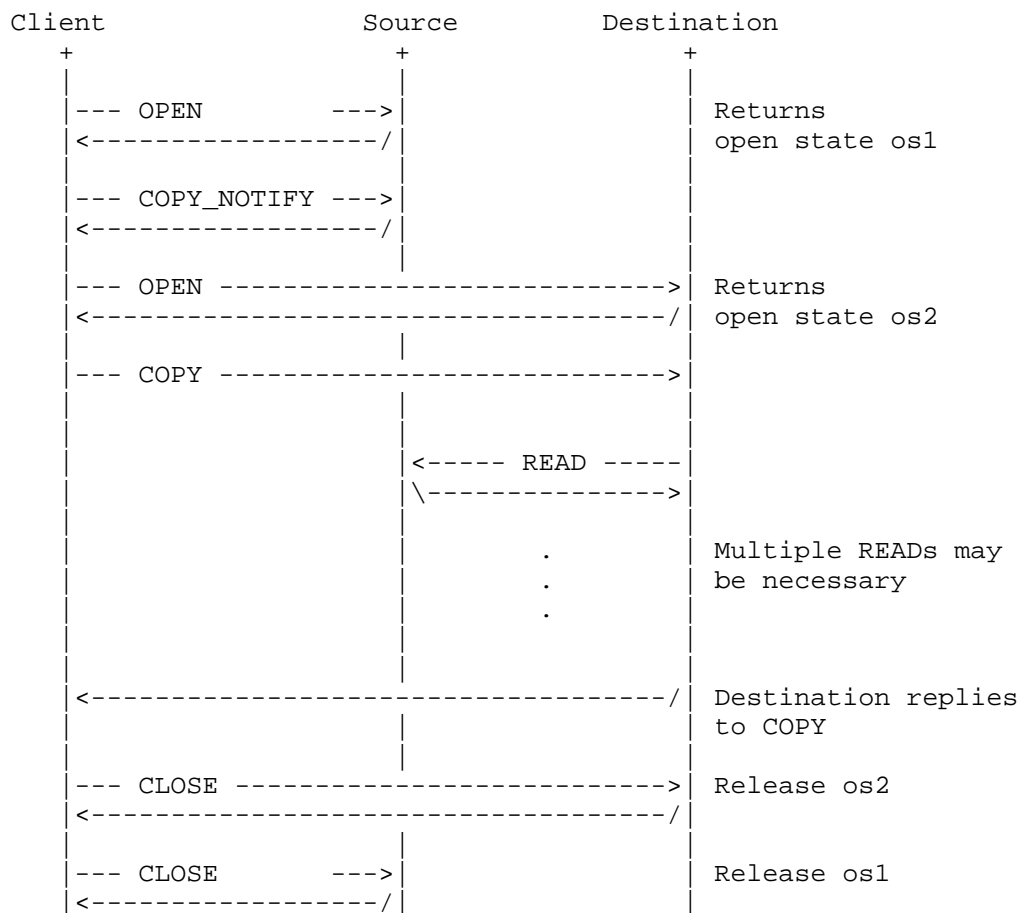 Client Source Destination
+ + +
|--- OPEN --->| | Returns
|<------------------/| | open state os1
|--- COPY_NOTIFY --->|
|<------------------/|
|--- OPEN ---------------------------->| Returns
|<------------------------------------/| open state os2
|--- COPY ---------------------------->|
|<----- READ -----|
|\--------------->|
. | Multiple READs may
. | be necessary
.
|<------------------------------------/| Destination replies
| to COPY
|--- CLOSE --------------------------->| Release os2
|<------------------------------------/|
|--- CLOSE --->| | Release os1
|<------------------/|